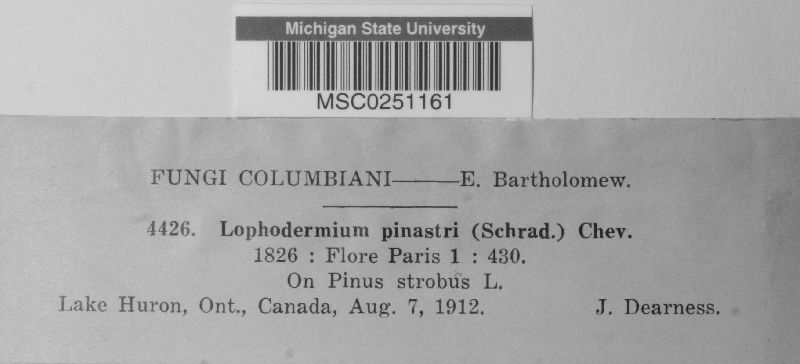 Michigan State University
MSC0251161
FUNGI COLUMBIANI——E. Bartholomew.
4426. Lophodermium pinastri (Schrad.) Chev.
1826 : Flore Paris 1 : 430.
On Pinus strobus L.
Lake Huron, Ont., Canada, Aug. 7, 1912. J. Dearness.